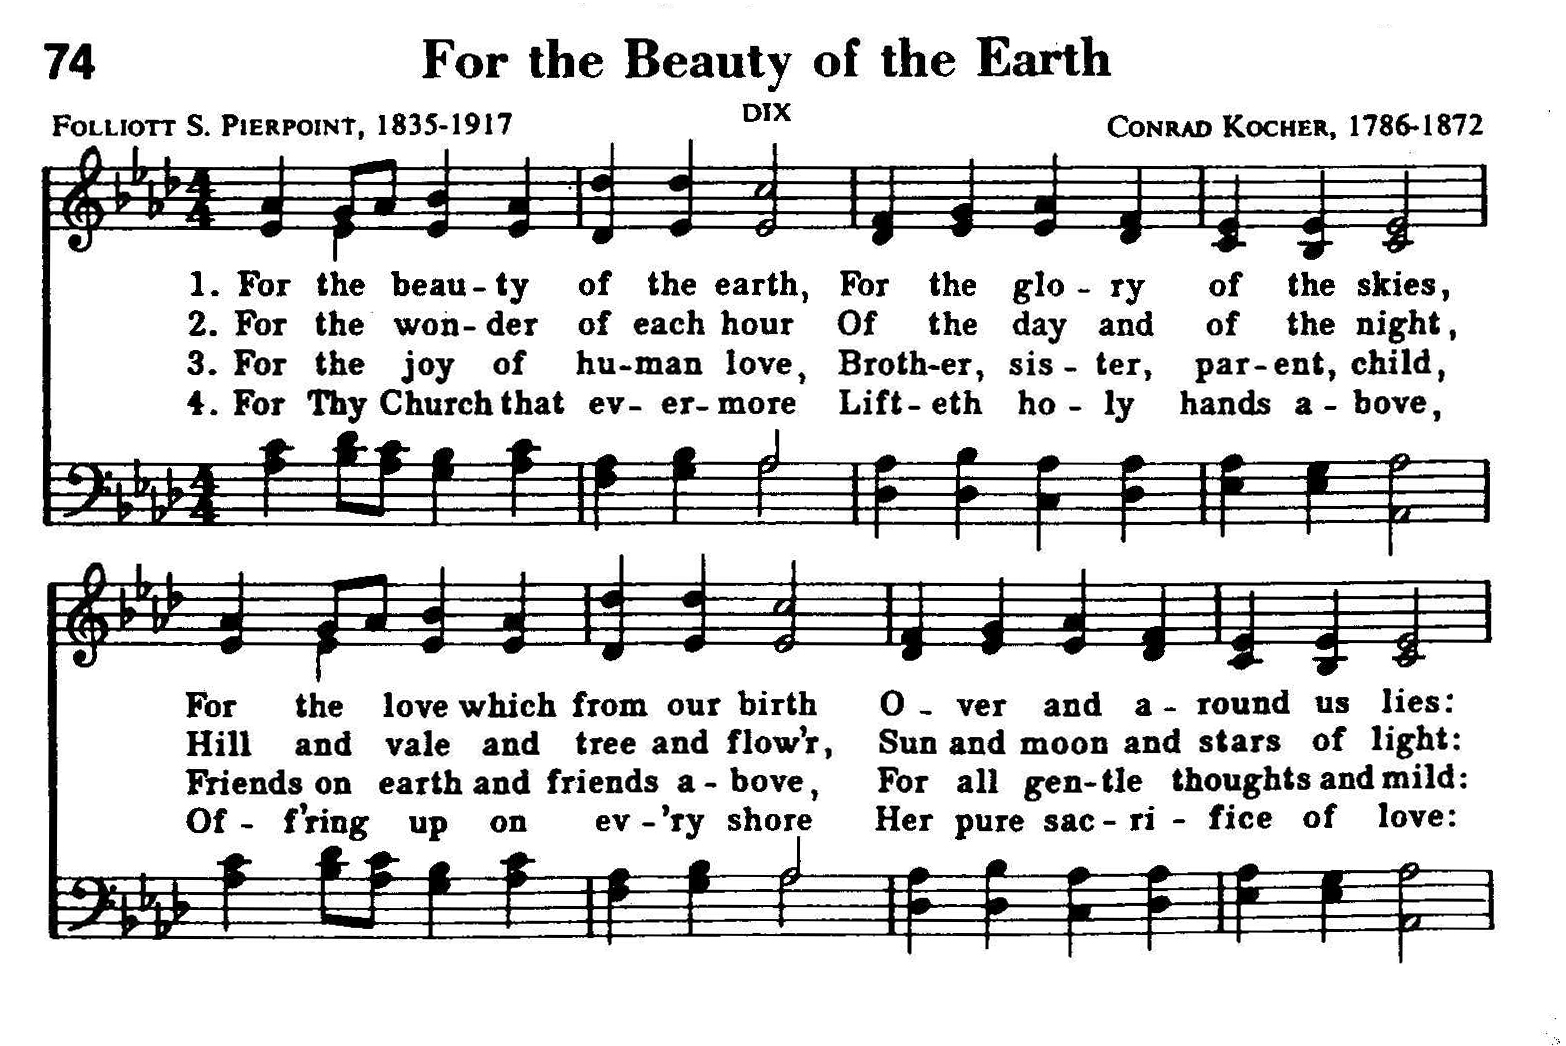 74 For the Beauty of the Earth
DIX
FOLLIOTT S. PIERPOINT, 1835-1917 CONRAD KOCHER, 1786-1872
4
4
1. For the beau-ty of the earth, For the glo-ry of the skies,
2. For the won-der of each hour Of the day and of the night,
3. For the joy of hu-man love, Broth-er, sis-ter, par-ent, child,
4. For Thy Church that ev-er-more Lift-eth ho-ly hands a-bove,
4
4
For the love which from our birth O-ver and a-round us lies:
Hill and vale and tree and flow'r, Sun and moon and stars of light:
Friends on earth and friends a-bove, For all gen-tle thoughts and mild:
Of-f'ring up on ev-'ry shore Her pure sac-ri-fice of love: